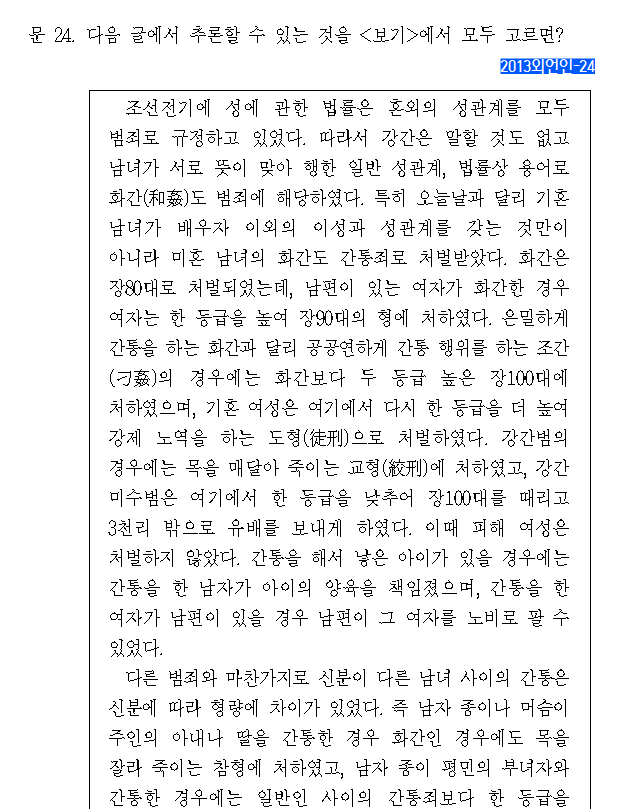 문 24. 다음 글에서 추론할 수 있는 것을 <보기>에서 모두 고르면?
2013외언인-24
조선전기에 성에 관한 법률은 혼외의 성관계를 모두
범죄로 규정하고 있었다. 따라서 강간은 말할 것도 없고
남녀가 서로 뜻이 맞아 행한 일반 성관계, 법률상 용어로
화간(和姦)도 범죄에 해당하였다. 특히 오늘날과 달리 기혼
남녀가 배우자 이외의 이성과 성관계를 갖는 것만이
아니라 미혼 남녀의 화간도 간통죄로 처벌받았다. 화간은
장80대로 처벌되었는데, 남편이 있는 여자가 화간한 경우
여자는 한 등급을 높여 장90대의 형에 처하였다. 은밀하게
간통을 하는 화간과 달리 공공연하게 간통 행위를 하는 조간
(刁姦)의 경우에는 화간보다 두 등급 높은 장100대에
처하였으며, 기혼 여성은 여기에서 다시 한 등급을 더 높여
강제 노역을 하는 도형(徒刑)으로 처벌하였다. 강간범의
경우에는 목을 매달아 죽이는 교형(絞刑)에 처하였고, 강간
미수범은 여기에서 한 등급을 낮추어 장100대를 때리고
3천리 밖으로 유배를 보내게 하였다. 이때 피해 여성은
처벌하지 않았다. 간통을 해서 낳은 아이가 있을 경우에는
간통을 한 남자가 아이의 양육을 책임졌으며, 간통을 한
여자가 남편이 있을 경우 남편이 그 여자를 노비로 팔 수
있었다.
다른 범죄와 마찬가지로 신분이 다른 남녀 사이의 간통은
신분에 따라 형량에 차이가 있었다. 즉 남자 종이나 머슴이
주인의 아내나 딸을 간통한 경우 화간인 경우에도 목을
잘라 죽이는 참형에 처하였고, 남자 종이 평민의 부녀자와
간통한 경우에는 일반인 사이의 간통죄보다 한 등급을